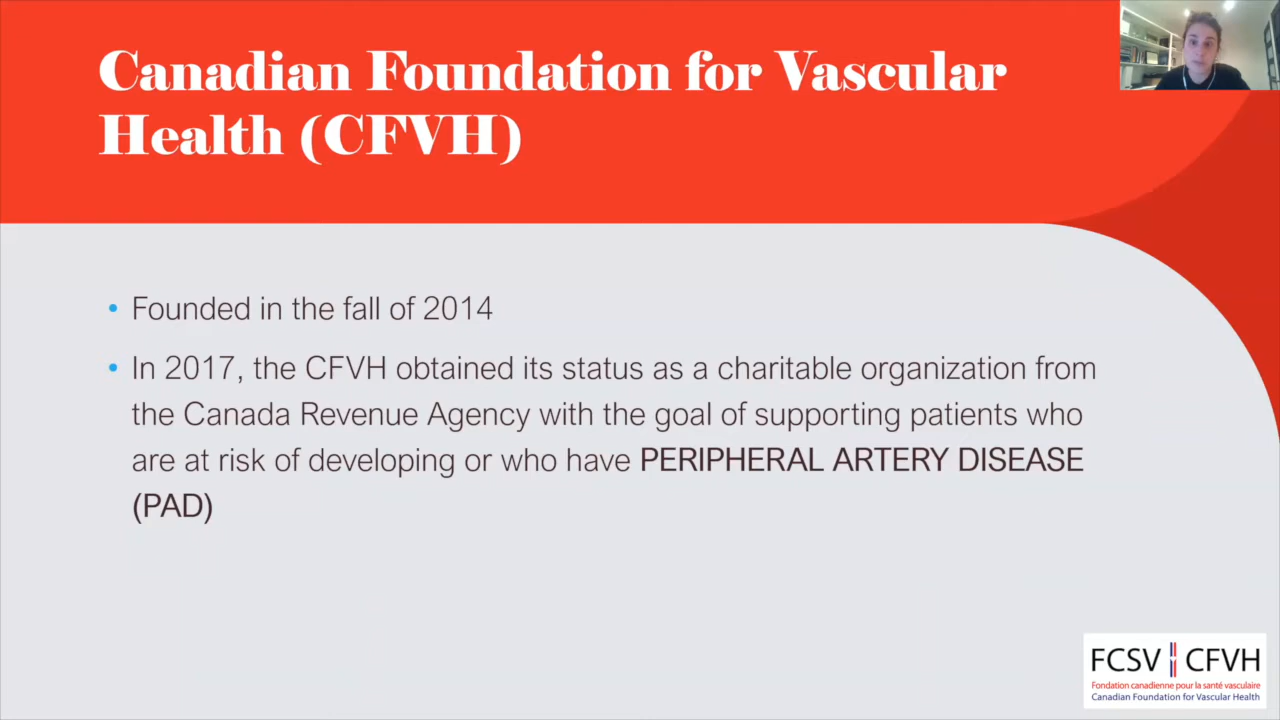 Canadian Foundation for Vascular
Health (CFVH)
• Founded in the fall of 2014
• In 2017, the CFVH obtained its status as a charitable organization from
the Canada Revenue Agency with the goal of supporting patients who
are at risk of developing or who have PERIPHERAL ARTERY DISEASE
(PAD)
FCSV CFVH
Fondation canadienne pour la santé vasculaire
Canadian Foundation for Vascular Health